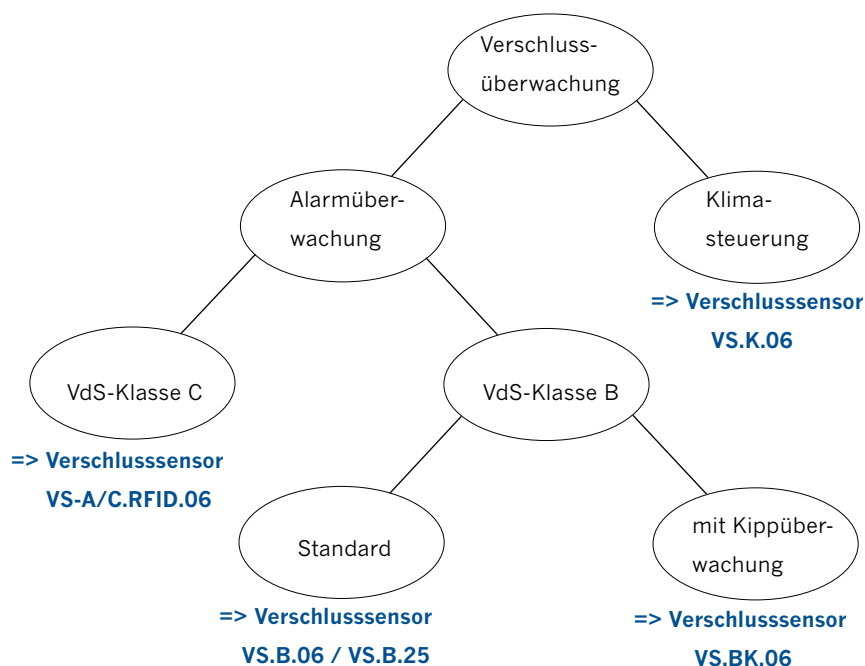 Verschluss-
überwachung
Alarmüber-
wachung
Klima-
steuerung
=> Verschlusssensor
VS.K.06
VdS-Klasse C
VdS-Klasse B
=> Verschlusssensor
VS-A/C.RFID.06
Standard
mit Kippüber-
wachung
=> Verschlusssensor
VS.B.06 / VS.B.25
=> Verschlusssensor
VS.BK.06